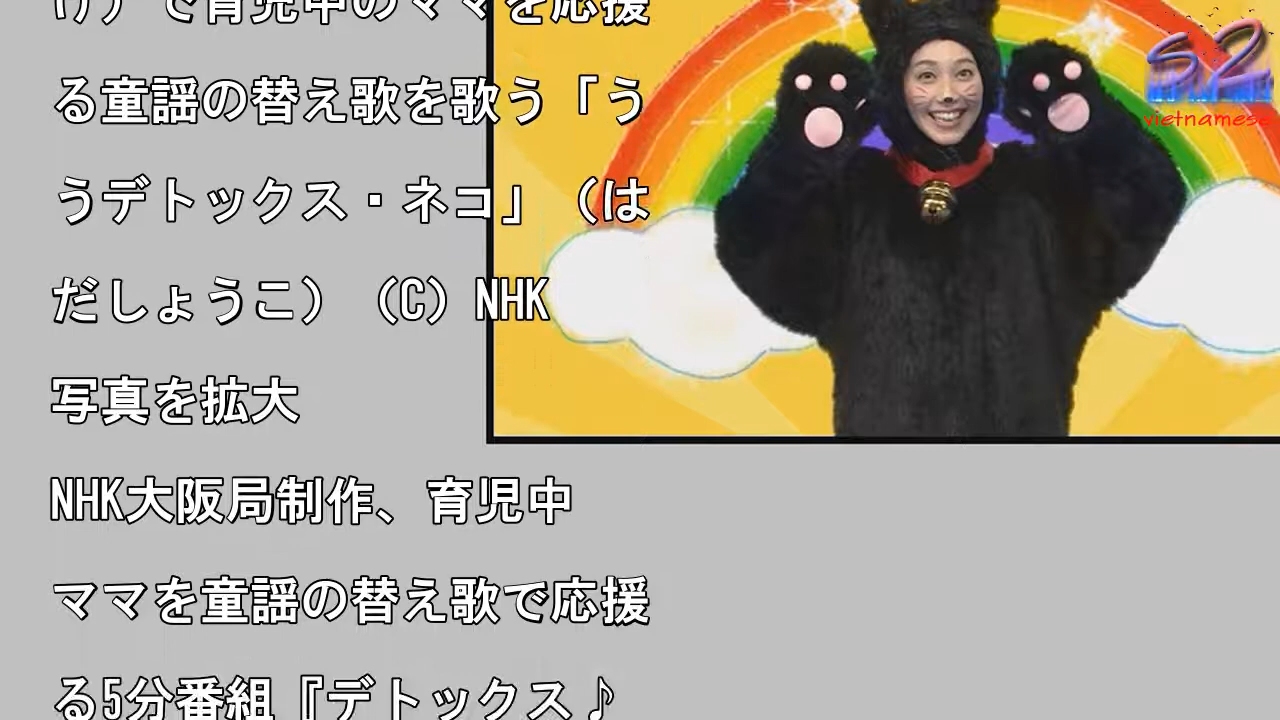 け）で育児中のママを応援
る童謡の替え歌を歌う「う
うデトックス・ネコ」（は
だしょうこ）（C）NHK
写真を拡大
NHK大阪局制作、育児中
ママを童謡の替え歌で応援
る5分番組『デトックス♪
S2
vietnamese